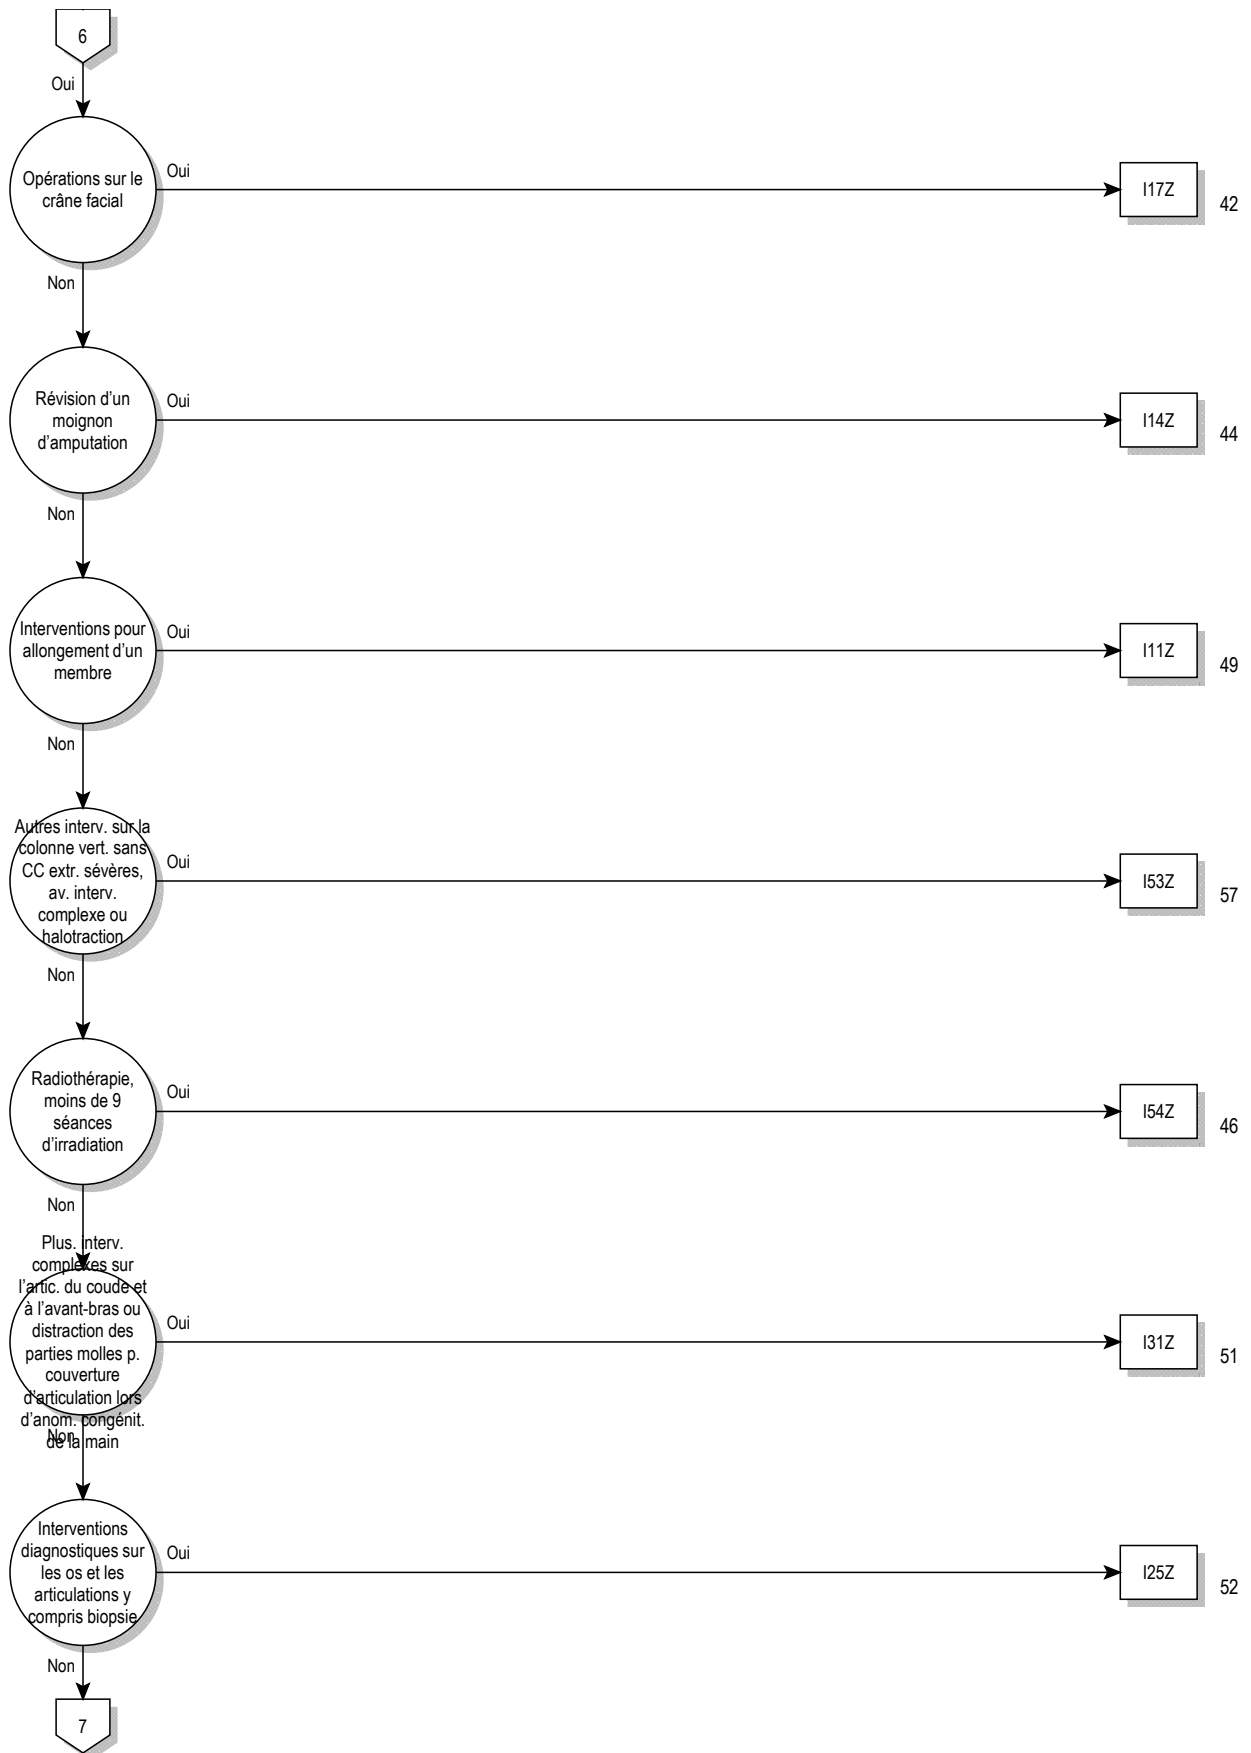 6
Oui
Opérations sur le
crâne facial
Oui
I17Z
42
Non
Révision d’un
moignon
d’amputation
Oui
I14Z
44
Non
Interventions pour
allongement d’un
membre
Oui
I11Z
49
Non
Autres interv. sur la
colonne vert. sans
CC extr. sévères,
av. interv.
complexe ou
halotraction
Oui
I53Z
57
Non
Radiothérapie,
moins de 9
séances
d’irradiation
Oui
I54Z
46
Non
Plus. interv.
complexes sur
l’artic. du coude et
à l’avant-bras ou
distraction des
parties molles p.
couverture
d’articulation lors
d’anom. congénit.
de la main
Oui
I31Z
51
Non
Interventions
diagnostiques sur
les os et les
articulations y
compris biopsie
Oui
I25Z
52
Non
7